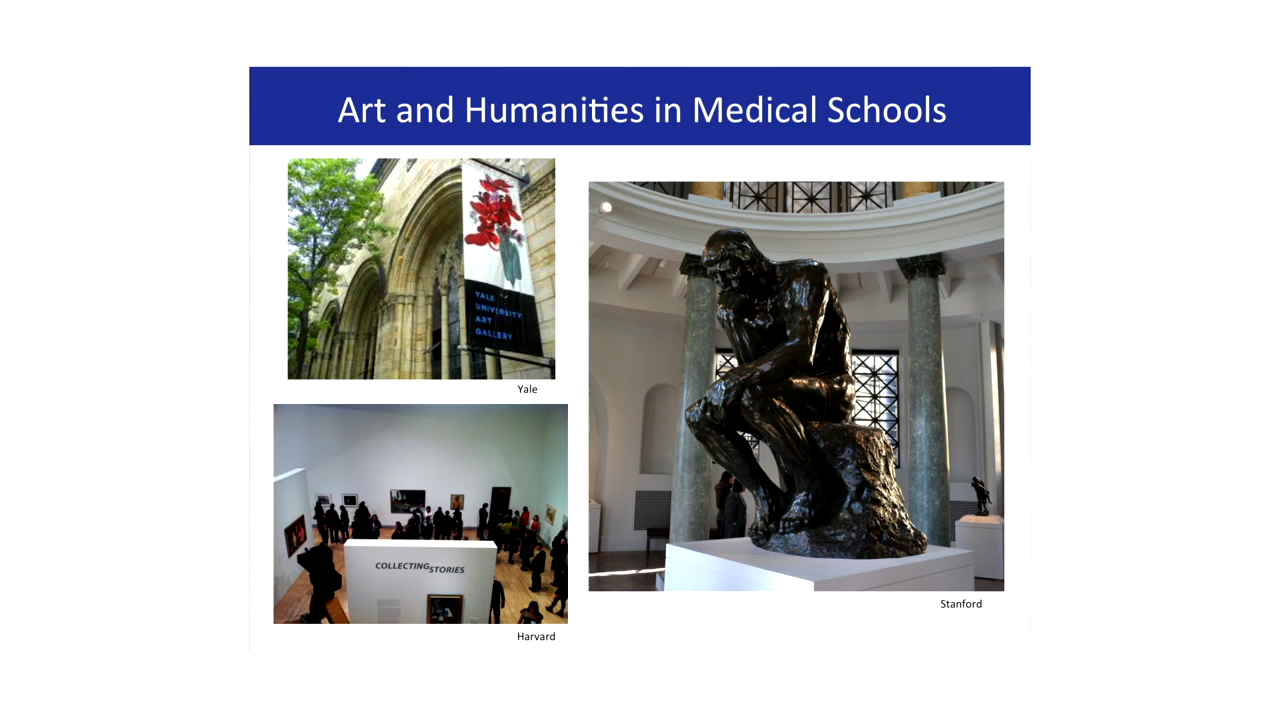 Art and Humanities in Medical Schools
YALE
UNIVERSITY
ART
GALLERY
Yale
COLLECTING STORIES
Harvard
Stanford